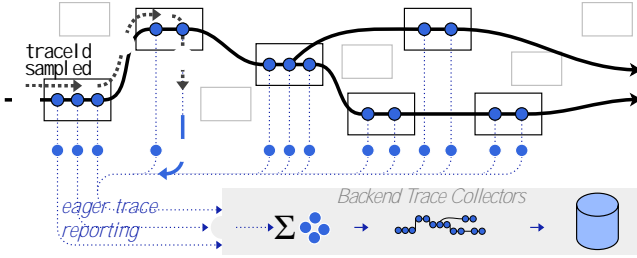 traceId
sampled
Backend Trace Collectors
eager trace
reporting
Σ